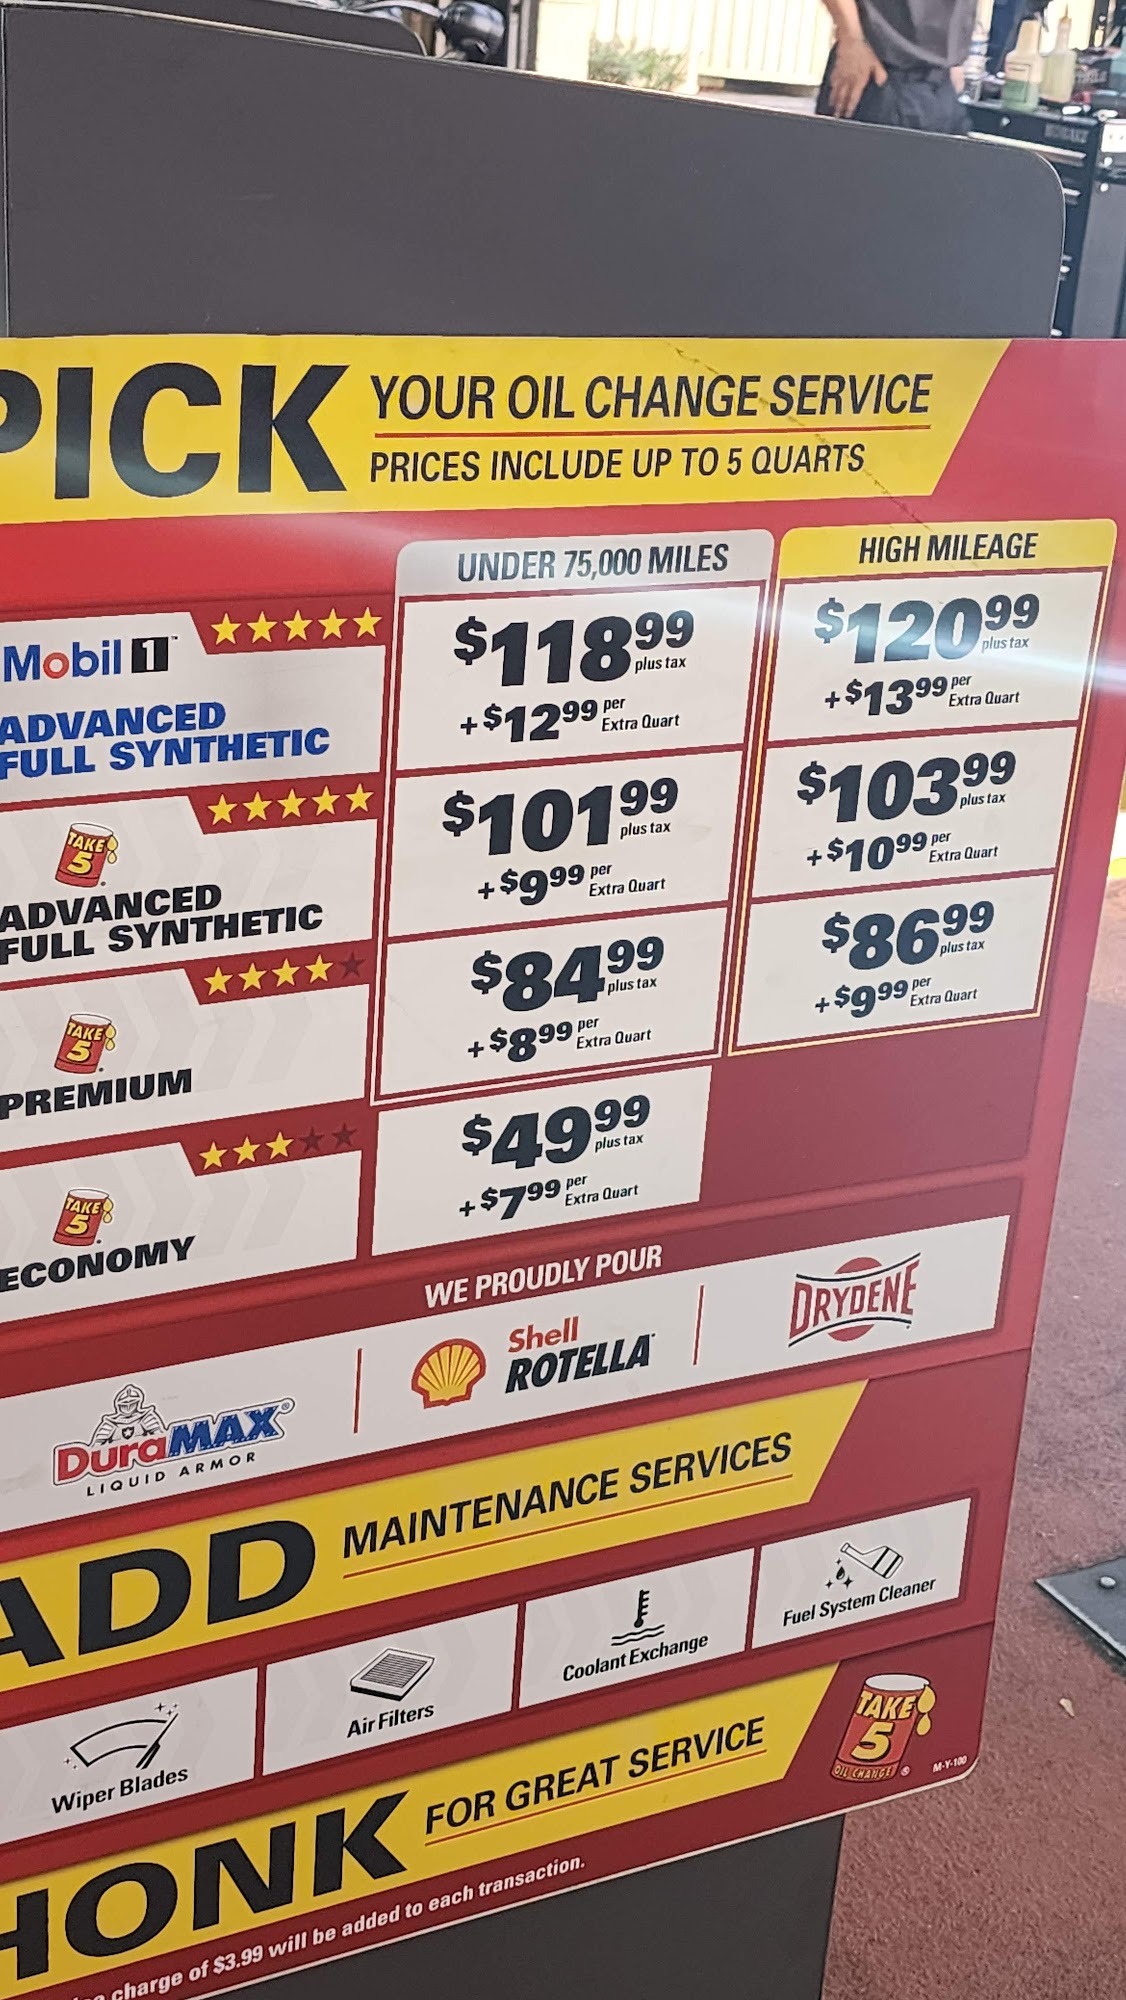 PICK YOUR OIL CHANGE SERVICE
PRICES INCLUDE UP TO 5 QUARTS
UNDER 75,000 MILES
HIGH MILEAGE
Mobil 1™
ADVANCED
FULL SYNTHETIC
$118.99 plus tax
+$12.99 per Extra Quart
$120.99 plus tax
+$13.99 per Extra Quart
TAKE 5
ADVANCED
FULL SYNTHETIC
$101.99 plus tax
+$9.99 per Extra Quart
$103.99 plus tax
+$10.99 per Extra Quart
TAKE 5
PREMIUM
$84.99 plus tax
+$8.99 per Extra Quart
$86.99 plus tax
+$9.99 per Extra Quart
TAKE 5
ECONOMY
$49.99 plus tax
+$7.99 per Extra Quart
WE PROUDLY POUR
DuraMAX®
LIQUID ARMOR
Shell
ROTELLA
DRYDENE
ADD MAINTENANCE SERVICES
Wiper Blades
Air Filters
Coolant Exchange
Fuel System Cleaner
HONK FOR GREAT SERVICE
TAKE
5
OIL CHANGE®
M-Y-100
charge of $3.99 will be added to each transaction.